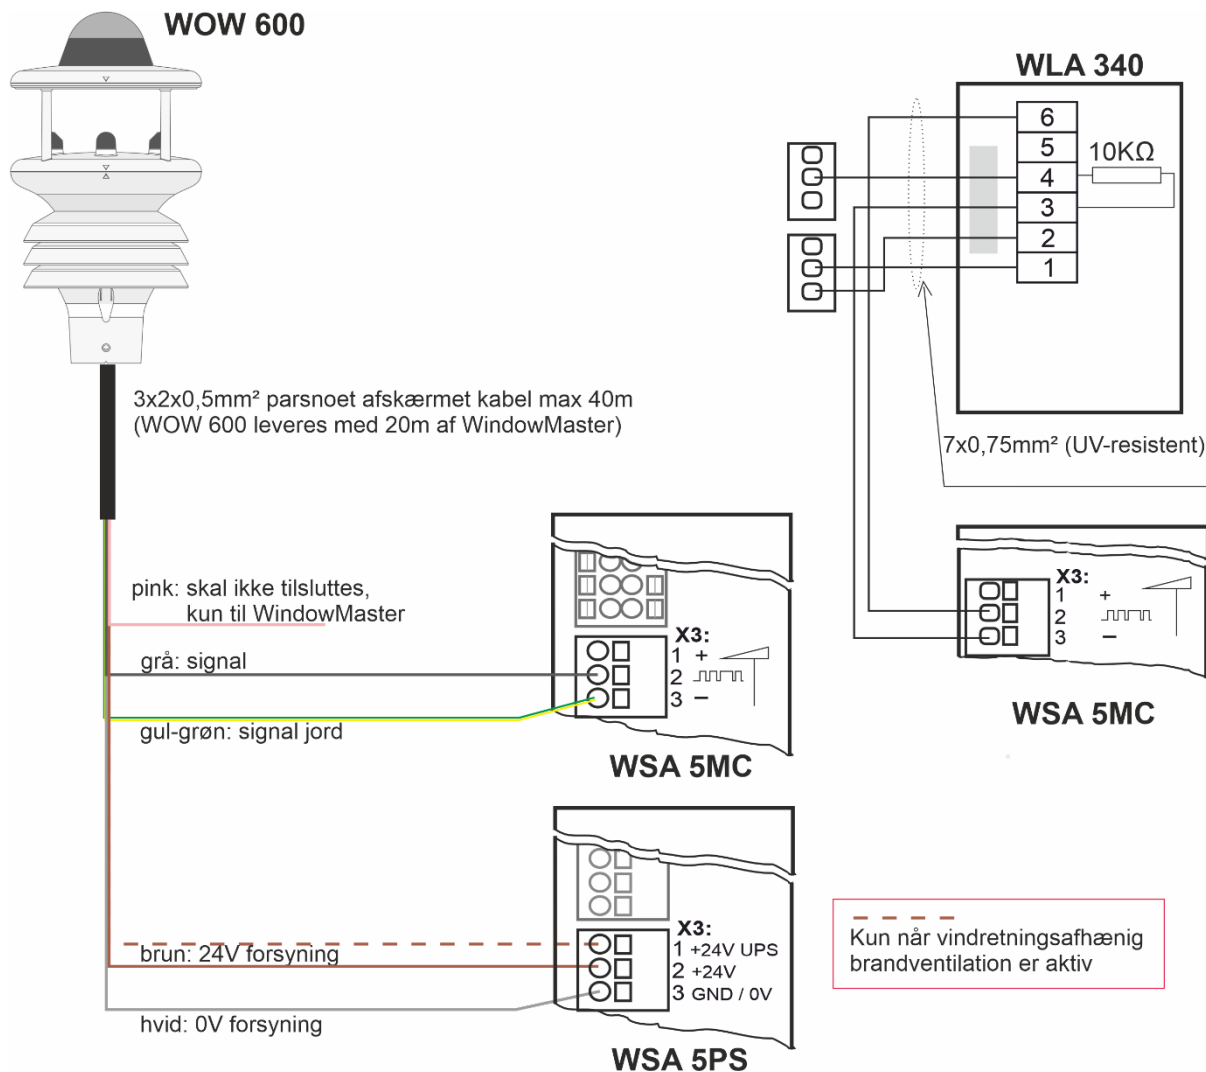 WOW 600
WLA 340
6
5
4
3
2
1
10KΩ
3x2x0,5mm² parsnoet afskærmet kabel max 40m
(WOW 600 leveres med 20m af WindowMaster)
7x0,75mm² (UV-resistent)
pink: skal ikke tilsluttes,
kun til WindowMaster
grå: signal
gul-grøn: signal jord
X3:
1 +
2
3 –
WSA 5MC
X3:
1 +
2
3 –
WSA 5MC
brun: 24V forsyning
hvid: 0V forsyning
X3:
1 +24V UPS
2 +24V
3 GND / 0V
WSA 5PS
Kun når vindretningsafhænig
brandventilation er aktiv